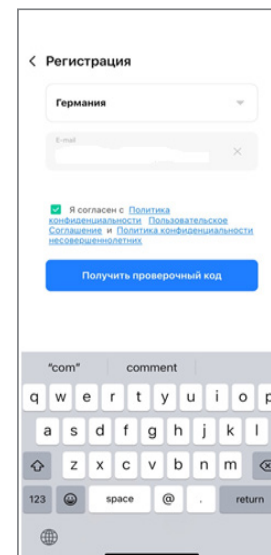 Регистрация
Германия
E-mail
Я согласен с Политика
конфиденциальности Пользовательское
Соглашение и Политика конфиденциальности
несовершеннолетних
Получить проверочный код
"com" comment
q w e r t y u i o p
a s d f g h j k l
z x c v b n m
123 space @ . return